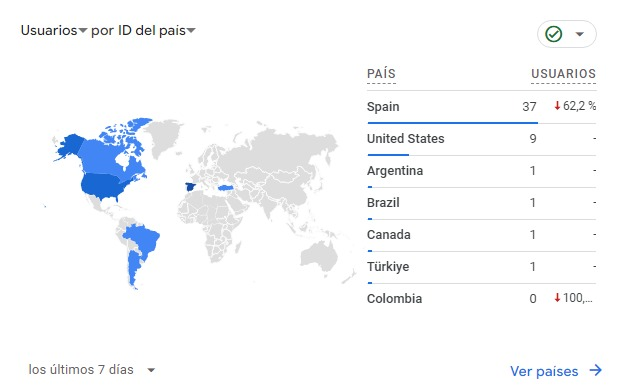 Usuarios por ID del país
PAÍS USUARIOS
Spain 37 ↓ 62,2 %
United States 9 -
Argentina 1 -
Brazil 1 -
Canada 1 -
Türkiye 1 -
Colombia 0 ↓ 100,...
los últimos 7 días
Ver países →